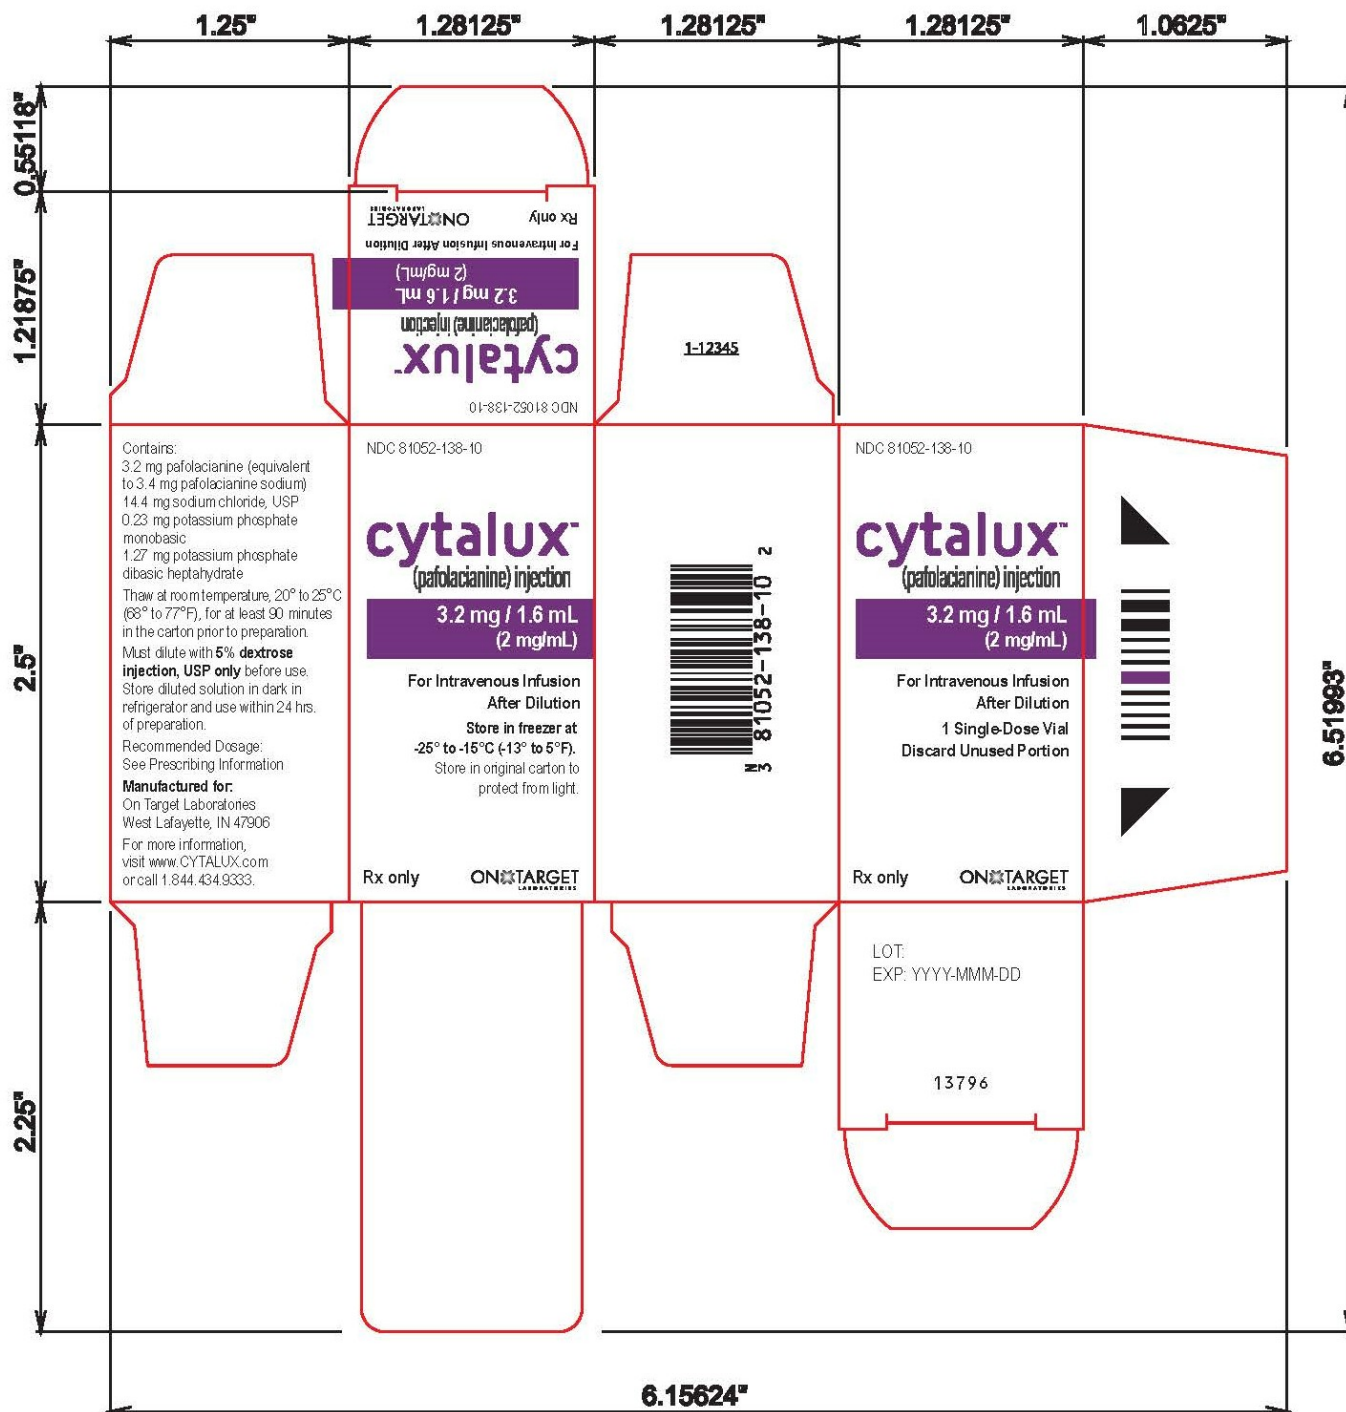 1.25"
1.28125"
1.28125"
1.28125"
1.0625"
0.55118"
1.21875"
2.5"
2.25"
6.51993"
6.15624"
NDC 81052-138-10
cytalux™
(pafolacianine) injection
3.2 mg / 1.6 mL
(2 mg/mL)
For Intravenous Infusion After Dilution
Rx only
ON TARGET
LABORATORIES
1-12345
Contains:
3.2 mg pafolacianine (equivalent
to 3.4 mg pafolacianine sodium)
14.4 mg sodium chloride, USP
0.23 mg potassium phosphate
monobasic
1.27 mg potassium phosphate
dibasic heptahydrate
Thaw at room temperature, 20° to 25°C
(68° to 77°F), for at least 90 minutes
in the carton prior to preparation.
Must dilute with 5% dextrose
injection, USP only before use.
Store diluted solution in dark in
refrigerator and use within 24 hrs.
of preparation.
Recommended Dosage:
See Prescribing Information
Manufactured for:
On Target Laboratories
West Lafayette, IN 47906
For more information,
visit www.CYTALUX.com
or call 1.844.434.9333.
NDC 81052-138-10
cytalux™
(pafolacianine) injection
3.2 mg / 1.6 mL
(2 mg/mL)
For Intravenous Infusion
After Dilution
Store in freezer at
-25° to -15°C (-13° to 5°F).
Store in original carton to
protect from light.
Rx only
ON TARGET
LABORATORIES
N
3 81052-138-10 2
NDC 81052-138-10
cytalux™
(pafolacianine) injection
3.2 mg / 1.6 mL
(2 mg/mL)
For Intravenous Infusion
After Dilution
1 Single-Dose Vial
Discard Unused Portion
Rx only
ON TARGET
LABORATORIES
LOT:
EXP: YYYY-MMM-DD
13796